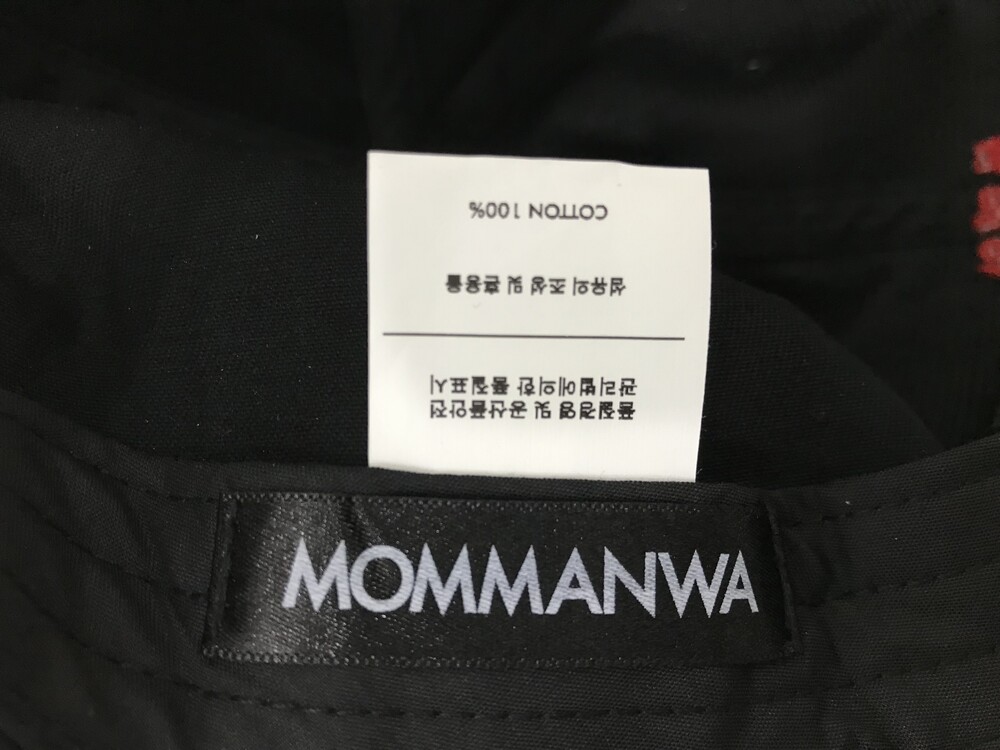 품질경영 및 공산품안전
관리법에의한 품질표시
섬유의 조성 및 혼용율
COTTON 100%
MOMMANWA